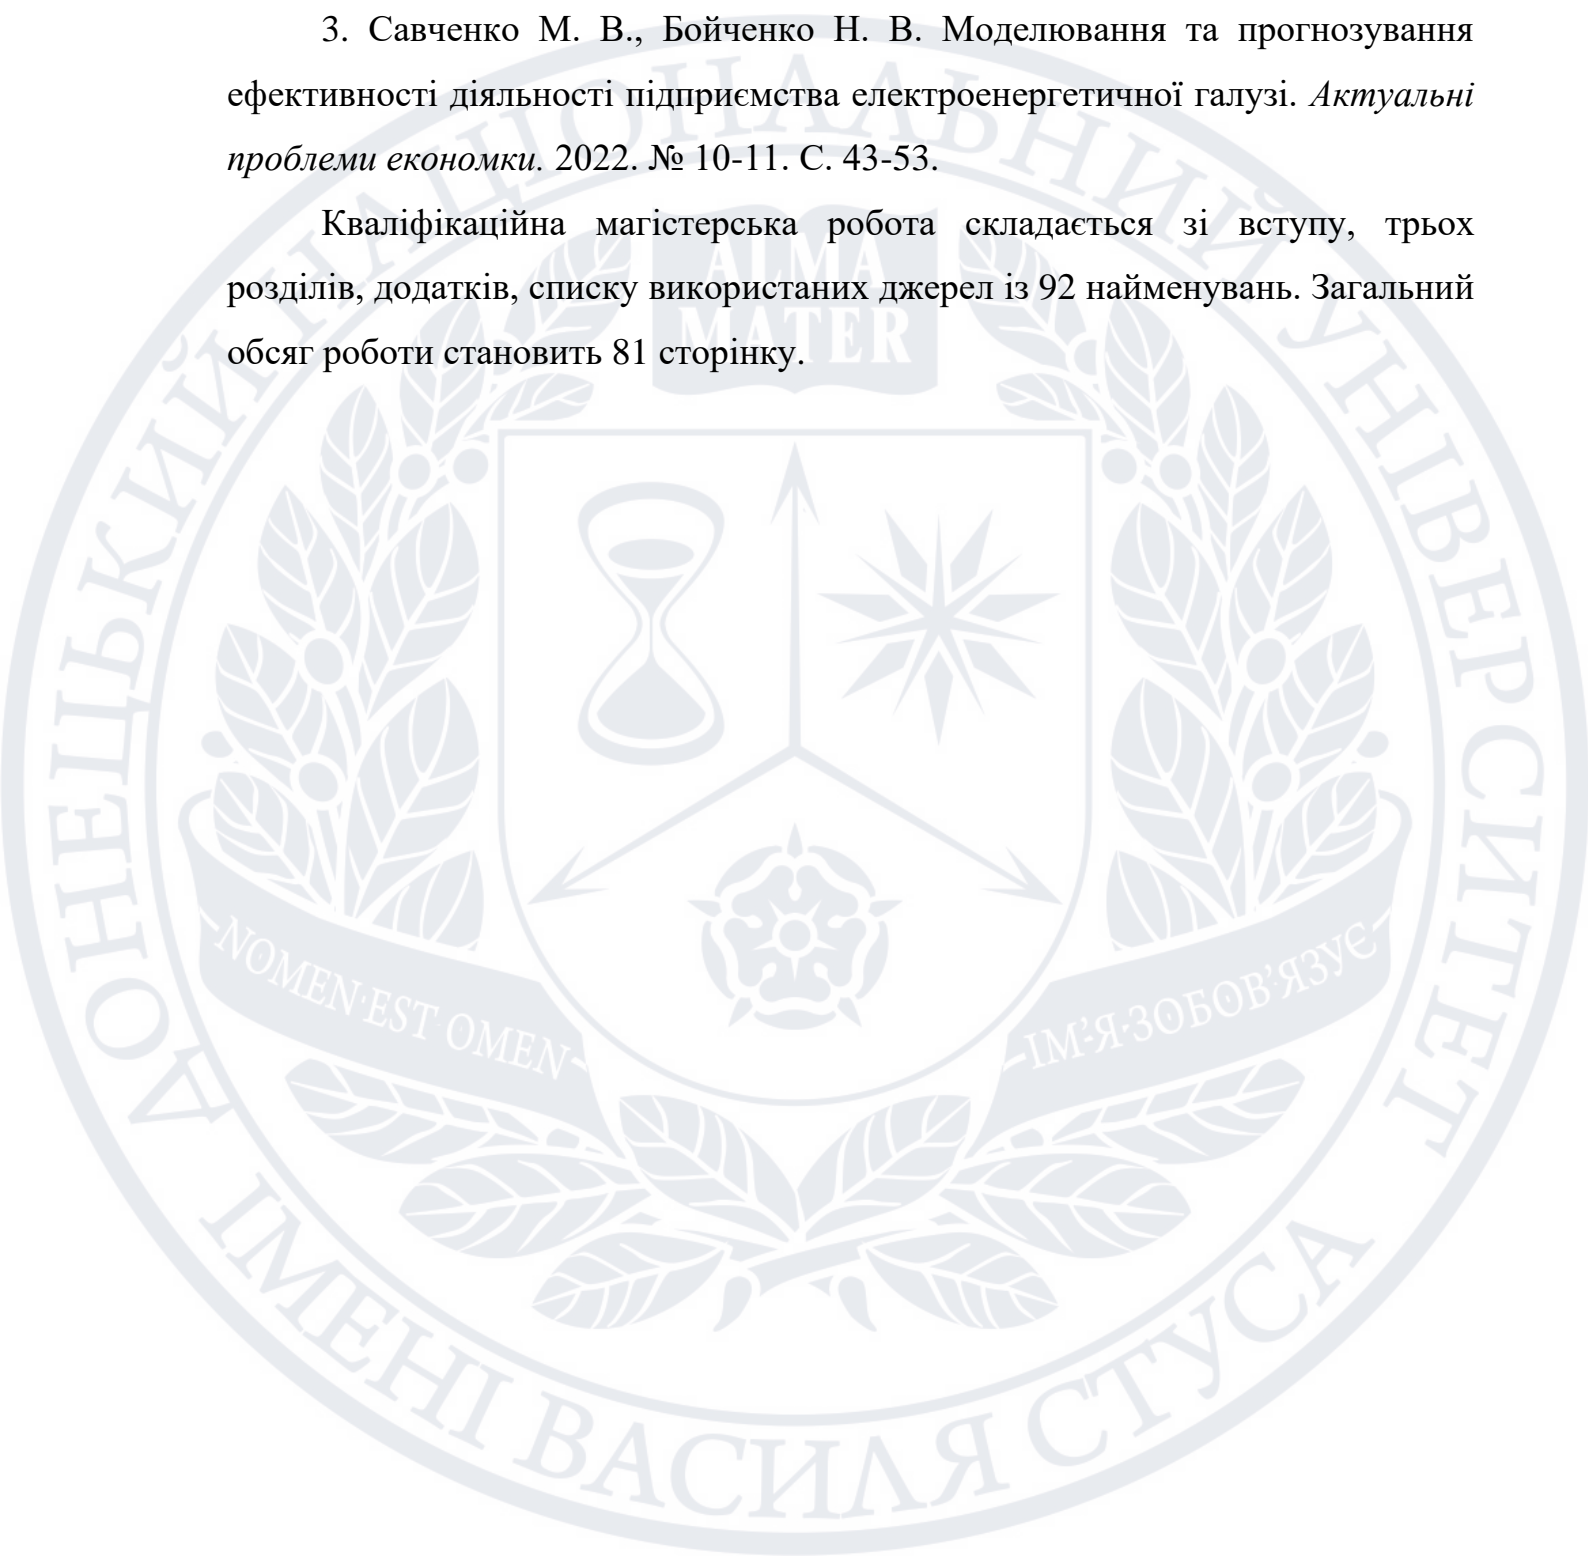 3. Савченко М. В., Бойченко Н. В. Моделювання та прогнозування
ефективності діяльності підприємства електроенергетичної галузі. Актуальні
проблеми економки. 2022. № 10-11. С. 43-53.
Кваліфікаційна магістерська робота складається зі вступу, трьох
розділів, додатків, списку використаних джерел із 92 найменувань. Загальний
обсяг роботи становить 81 сторінку.
ДОНЕЦЬКИЙ НАЦІОНАЛЬНИЙ УНІВЕРСИТЕТ
ІМЕНІ ВАСИЛЯ СТУСА
ALMA
MATER
NOMEN·EST·OMEN
ІМ'Я·ЗОБОВ'ЯЗУЄ